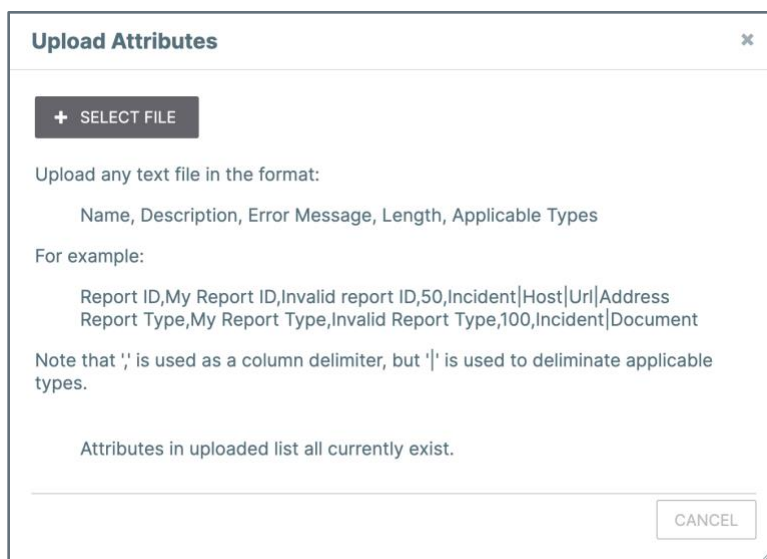 Upload Attributes ×
+ SELECT FILE
Upload any text file in the format:
Name, Description, Error Message, Length, Applicable Types
For example:
Report ID,My Report ID,Invalid report ID,50,Incident|Host|Url|Address
Report Type,My Report Type,Invalid Report Type,100,Incident|Document
Note that ',' is used as a column delimiter, but '|' is used to deliminate applicable
types.
Attributes in uploaded list all currently exist.
CANCEL